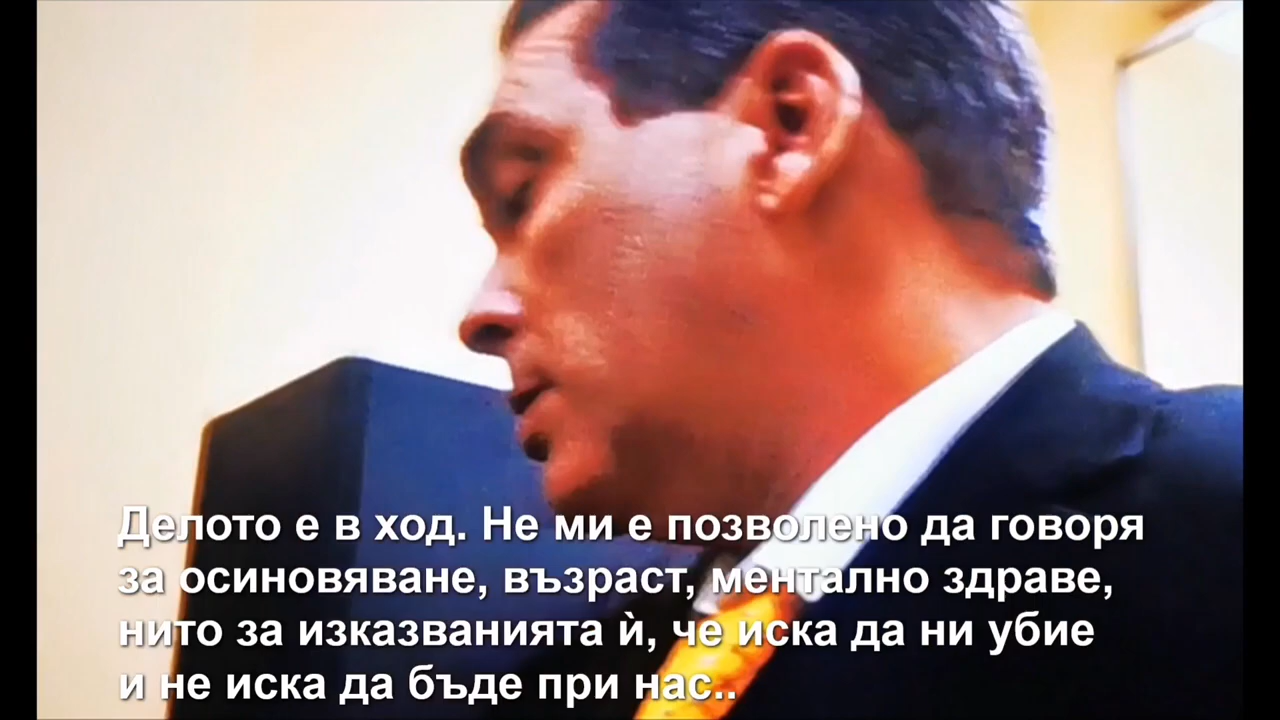 Делото е в ход. Не ми е позволено да говоря
за осиновяване, възраст, ментално здраве,
нито за изказванията ѝ, че иска да ни убие
и не иска да бъде при нас..